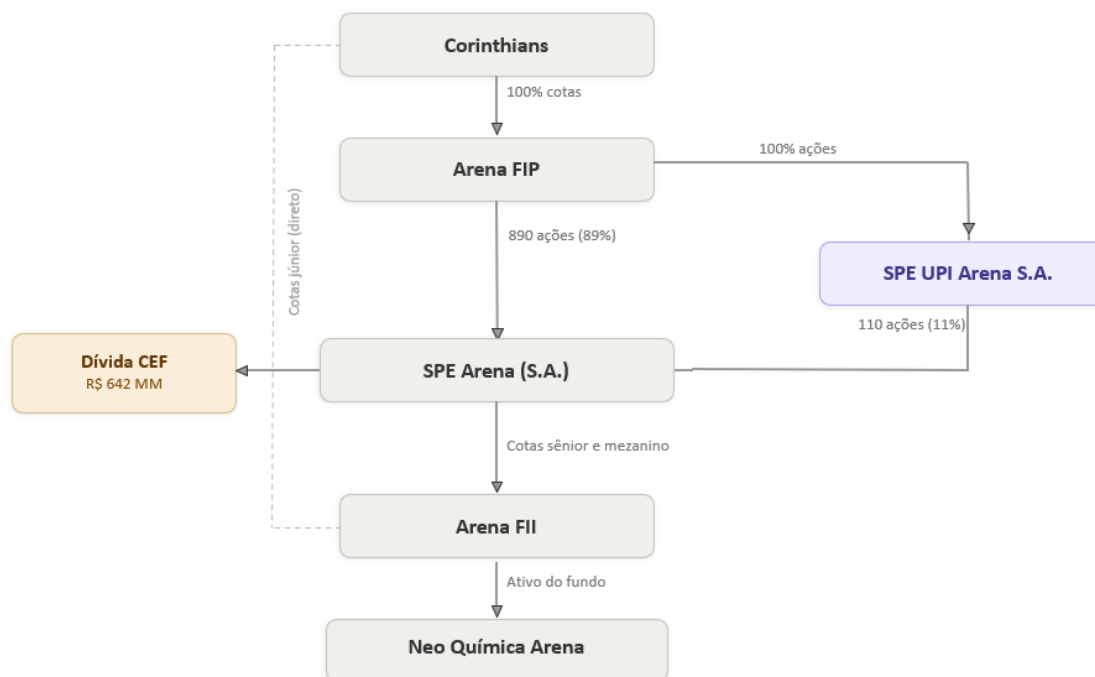 Corinthians
100% cotas
Arena FIP
100% ações
Cotas júnior (direto)
890 ações (89%)
SPE UPI Arena S.A.
110 ações (11%)
Dívida CEF
R$ 642 MM
SPE Arena (S.A.)
Cotas sênior e mezanino
Arena FII
Ativo do fundo
Neo Química Arena